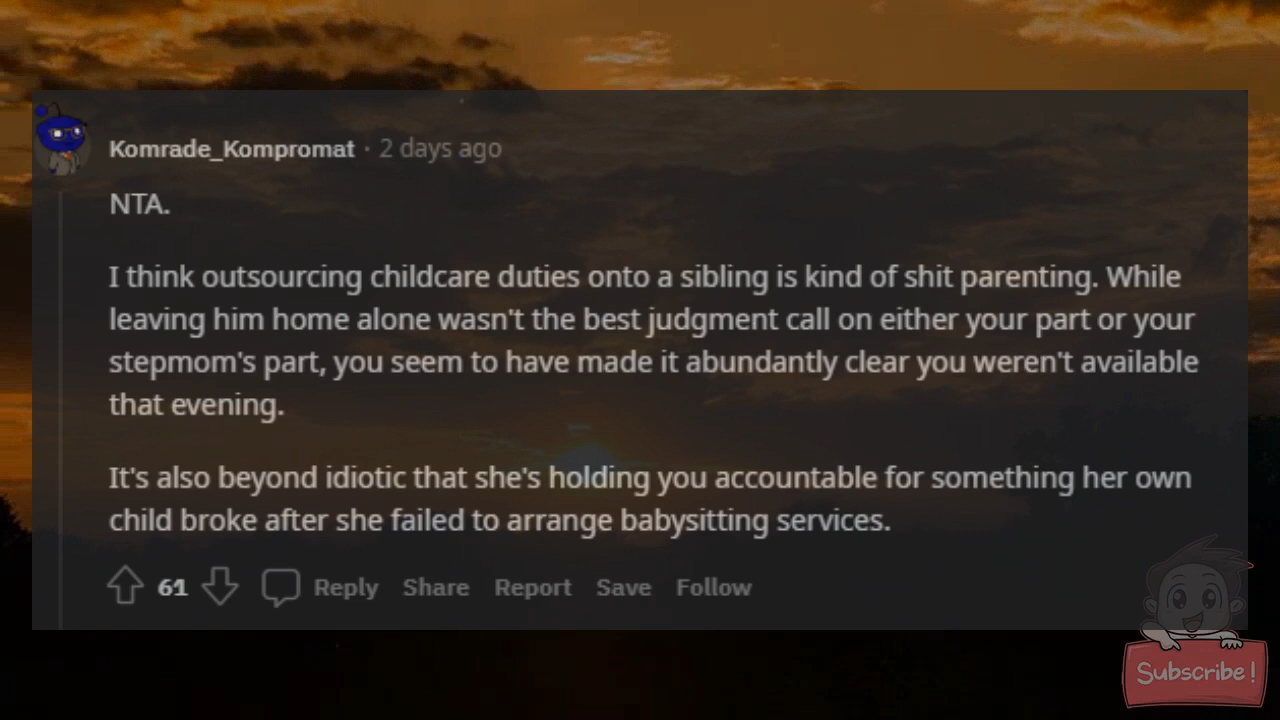 Komrade_Kompromat · 2 days ago
NTA.
I think outsourcing childcare duties onto a sibling is kind of shit parenting. While
leaving him home alone wasn't the best judgment call on either your part or your
stepmom's part, you seem to have made it abundantly clear you weren't available
that evening.
It's also beyond idiotic that she's holding you accountable for something her own
child broke after she failed to arrange babysitting services.
61 Reply Share Report Save Follow
Subscribe!